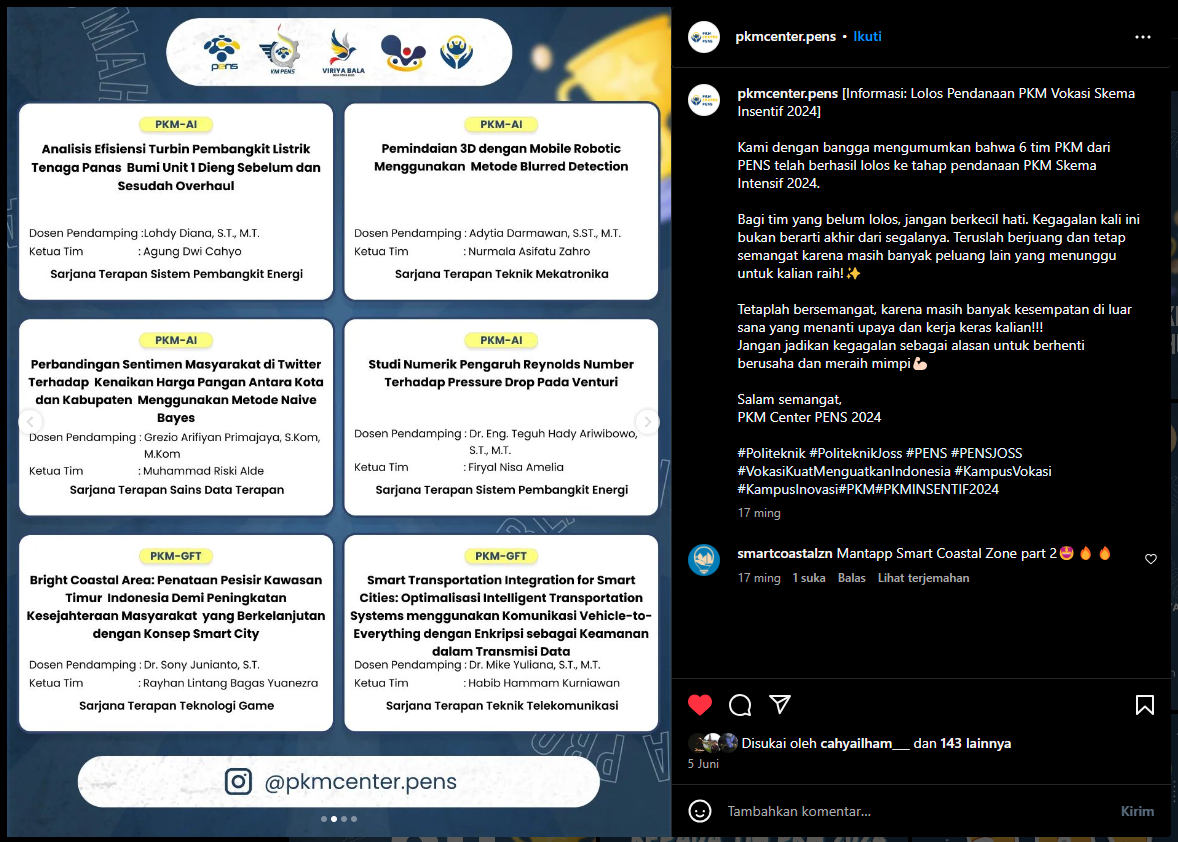 pens
VM PENS
VIRIYA BALA
PKM-AI
Analisis Efisiensi Turbin Pembangkit Listrik
Tenaga Panas Bumi Unit 1 Dieng Sebelum dan
Sesudah Overhaul
Dosen Pendamping : Lohdy Diana, S.T., M.T.
Ketua Tim : Agung Dwi Cahyo
Sarjana Terapan Sistem Pembangkit Energi
PKM-AI
Pemindaian 3D dengan Mobile Robotic
Menggunakan Metode Blurred Detection
Dosen Pendamping : Adytia Darmawan, S.ST., M.T.
Ketua Tim : Nurmala Asifatu Zahro
Sarjana Terapan Teknik Mekatronika
PKM-AI
Perbandingan Sentimen Masyarakat di Twitter
Terhadap Kenaikan Harga Pangan Antara Kota
dan Kabupaten Menggunakan Metode Naive
Bayes
Dosen Pendamping : Grezio Arifiyan Primajaya, S.Kom,
M.Kom
Ketua Tim : Muhammad Riski Alde
Sarjana Terapan Sains Data Terapan
PKM-AI
Studi Numerik Pengaruh Reynolds Number
Terhadap Pressure Drop Pada Venturi
Dosen Pendamping : Dr. Eng. Teguh Hady Ariwibowo,
S.T., M.T.
Ketua Tim : Firyal Nisa Amelia
Sarjana Terapan Sistem Pembangkit Energi
PKM-GFT
Bright Coastal Area: Penataan Pesisir Kawasan
Timur Indonesia Demi Peningkatan
Kesejahteraan Masyarakat yang Berkelanjutan
dengan Konsep Smart City
Dosen Pendamping : Dr. Sony Junianto, S.T.
Ketua Tim : Rayhan Lintang Bagas Yuanezra
Sarjana Terapan Teknologi Game
PKM-GFT
Smart Transportation Integration for Smart
Cities: Optimalisasi Intelligent Transportation
Systems menggunakan Komunikasi Vehicle-to-
Everything dengan Enkripsi sebagai Keamanan
dalam Transmisi Data
Dosen Pendamping : Dr. Mike Yuliana, S.T., M.T.
Ketua Tim : Habib Hammam Kurniawan
Sarjana Terapan Teknik Telekomunikasi
@pkmcenter.pens
pkmcenter.pens • Ikuti
pkmcenter.pens [Informasi: Lolos Pendanaan PKM Vokasi Skema
Insentif 2024]
Kami dengan bangga mengumumkan bahwa 6 tim PKM dari
PENS telah berhasil lolos ke tahap pendanaan PKM Skema
Intensif 2024.
Bagi tim yang belum lolos, jangan berkecil hati. Kegagalan kali ini
bukan berarti akhir dari segalanya. Teruslah berjuang dan tetap
semangat karena masih banyak peluang lain yang menunggu
untuk kalian raih!✨
Tetaplah bersemangat, karena masih banyak kesempatan di luar
sana yang menanti upaya dan kerja keras kalian!!!
Jangan jadikan kegagalan sebagai alasan untuk berhenti
berusaha dan meraih mimpi💪🏻
Salam semangat,
PKM Center PENS 2024
#Politeknik #PoliteknikJoss #PENS #PENSJOSS
#VokasiKuatMenguatkanIndonesia #KampusVokasi
#KampusInovasi#PKM#PKMINSENTIF2024
17 ming
smartcoastalzn Mantapp Smart Coastal Zone part 2🤩🔥🔥
17 ming 1 suka Balas Lihat terjemahan
Disukai oleh cahyailham___ dan 143 lainnya
5 Juni
Tambahkan komentar...
Kirim